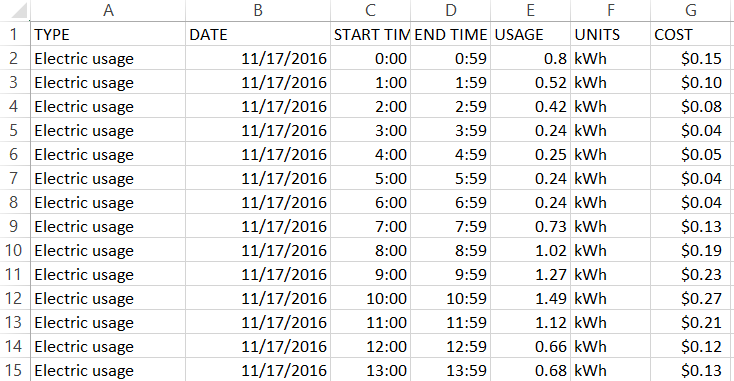 A B C D E F G
1 TYPE DATE START TIM END TIME USAGE UNITS COST
2 Electric usage 11/17/2016 0:00 0:59 0.8 kWh $0.15
3 Electric usage 11/17/2016 1:00 1:59 0.52 kWh $0.10
4 Electric usage 11/17/2016 2:00 2:59 0.42 kWh $0.08
5 Electric usage 11/17/2016 3:00 3:59 0.24 kWh $0.04
6 Electric usage 11/17/2016 4:00 4:59 0.25 kWh $0.05
7 Electric usage 11/17/2016 5:00 5:59 0.24 kWh $0.04
8 Electric usage 11/17/2016 6:00 6:59 0.24 kWh $0.04
9 Electric usage 11/17/2016 7:00 7:59 0.73 kWh $0.13
10 Electric usage 11/17/2016 8:00 8:59 1.02 kWh $0.19
11 Electric usage 11/17/2016 9:00 9:59 1.27 kWh $0.23
12 Electric usage 11/17/2016 10:00 10:59 1.49 kWh $0.27
13 Electric usage 11/17/2016 11:00 11:59 1.12 kWh $0.21
14 Electric usage 11/17/2016 12:00 12:59 0.66 kWh $0.12
15 Electric usage 11/17/2016 13:00 13:59 0.68 kWh $0.13